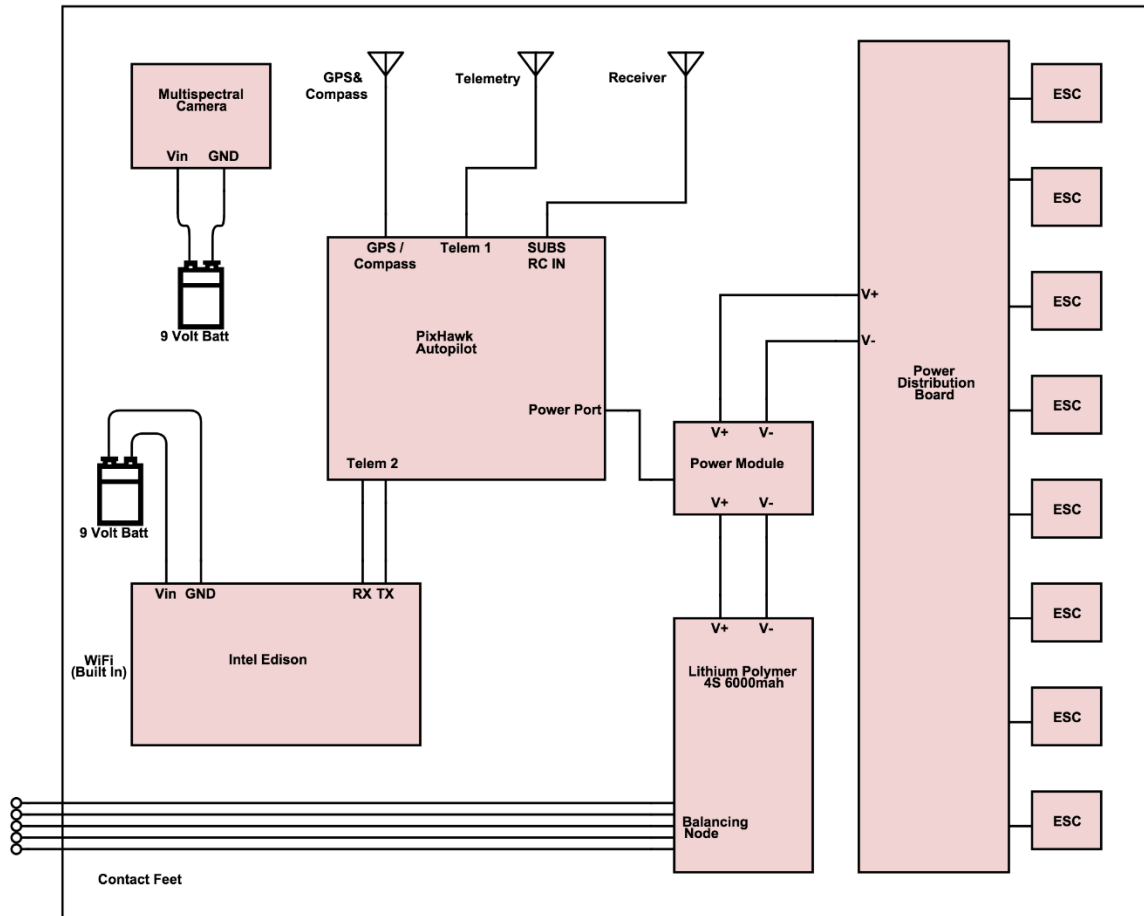 Multispectral
Camera
Vin GND
9 Volt Batt
GPS&
Compass
Telemetry
Receiver
GPS /
Compass
Telem 1
SUBS
RC IN
PixHawk
Autopilot
Power Port
Telem 2
9 Volt Batt
Vin GND
RX TX
WiFi
(Built In)
Intel Edison
V+ V-
Power Module
V+ V-
V+ V-
Lithium Polymer
4S 6000mah
Balancing
Node
Contact Feet
V+
V-
Power
Distribution
Board
ESC
ESC
ESC
ESC
ESC
ESC
ESC
ESC